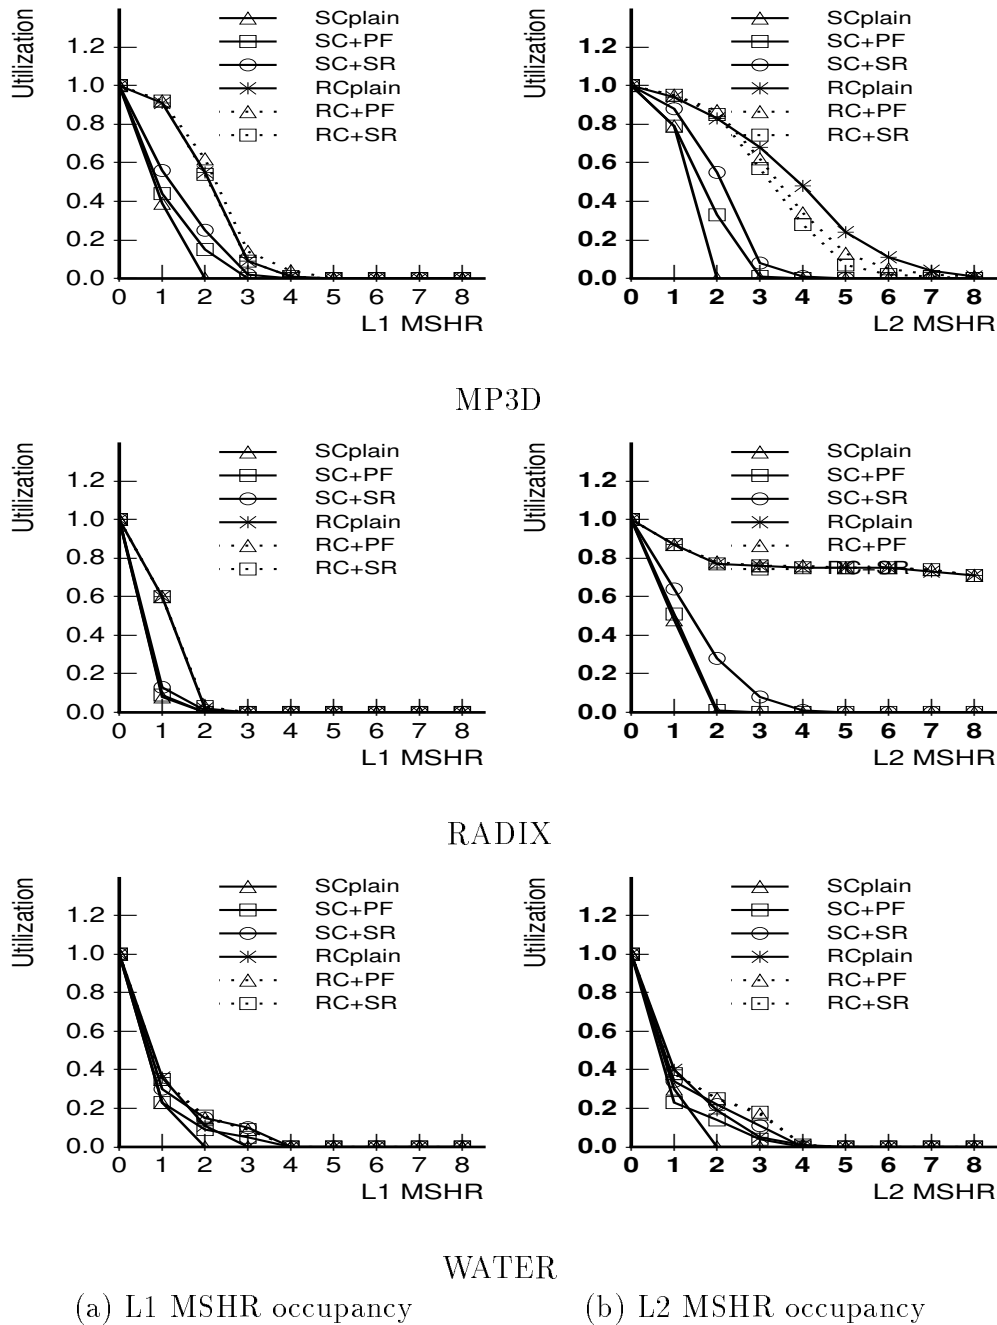 Utilization
SCplain
SC+PF
SC+SR
RCplain
RC+PF
RC+SR
1.2
1.0
0.8
0.6
0.4
0.2
0.0
0 1 2 3 4 5 6 7 8
L1 MSHR
Utilization
SCplain
SC+PF
SC+SR
RCplain
RC+PF
RC+SR
1.2
1.0
0.8
0.6
0.4
0.2
0.0
0 1 2 3 4 5 6 7 8
L2 MSHR
MP3D
Utilization
SCplain
SC+PF
SC+SR
RCplain
RC+PF
RC+SR
1.2
1.0
0.8
0.6
0.4
0.2
0.0
0 1 2 3 4 5 6 7 8
L1 MSHR
Utilization
SCplain
SC+PF
SC+SR
RCplain
RC+PF
RC+SR
1.2
1.0
0.8
0.6
0.4
0.2
0.0
0 1 2 3 4 5 6 7 8
L2 MSHR
RADIX
Utilization
SCplain
SC+PF
SC+SR
RCplain
RC+PF
RC+SR
1.2
1.0
0.8
0.6
0.4
0.2
0.0
0 1 2 3 4 5 6 7 8
L1 MSHR
Utilization
SCplain
SC+PF
SC+SR
RCplain
RC+PF
RC+SR
1.2
1.0
0.8
0.6
0.4
0.2
0.0
0 1 2 3 4 5 6 7 8
L2 MSHR
WATER
(a) L1 MSHR occupancy
(b) L2 MSHR occupancy